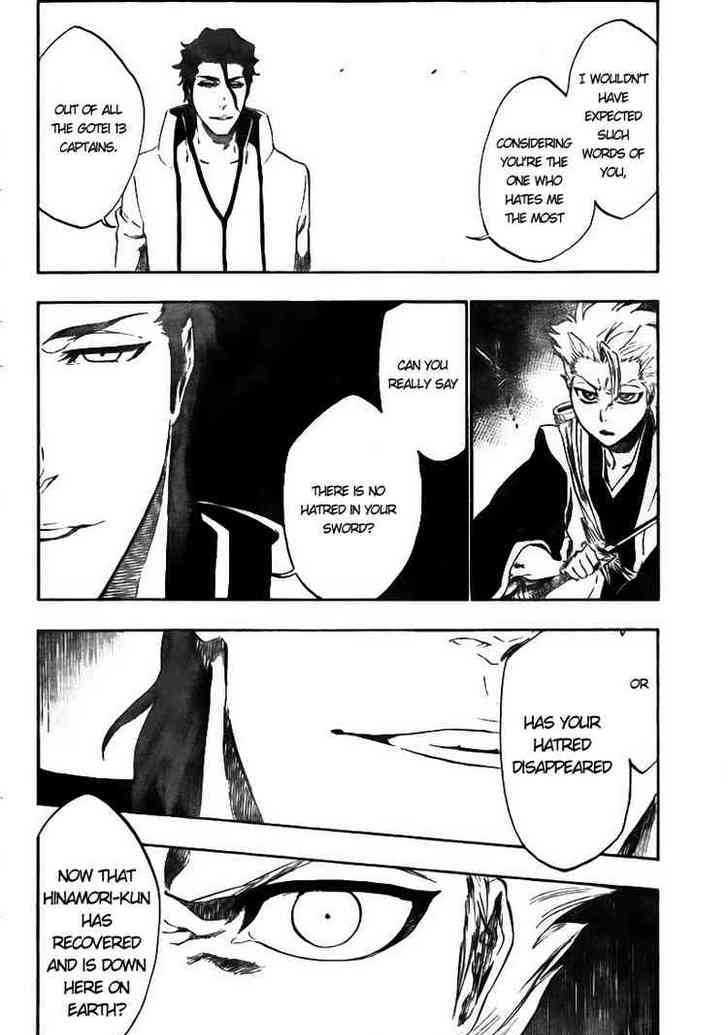 I WOULDN'T
HAVE
EXPECTED
SUCH
WORDS OF
YOU,
CONSIDERING
YOU'RE THE
ONE WHO
HATES ME
THE MOST
OUT OF ALL
THE GOTEI 13
CAPTAINS.
CAN YOU
REALLY SAY
THERE IS NO
HATRED IN YOUR
SWORD?
OR
HAS YOUR
HATRED
DISAPPEARED
NOW THAT
HINAMORI-KUN
HAS
RECOVERED
AND IS DOWN
HERE ON
EARTH?